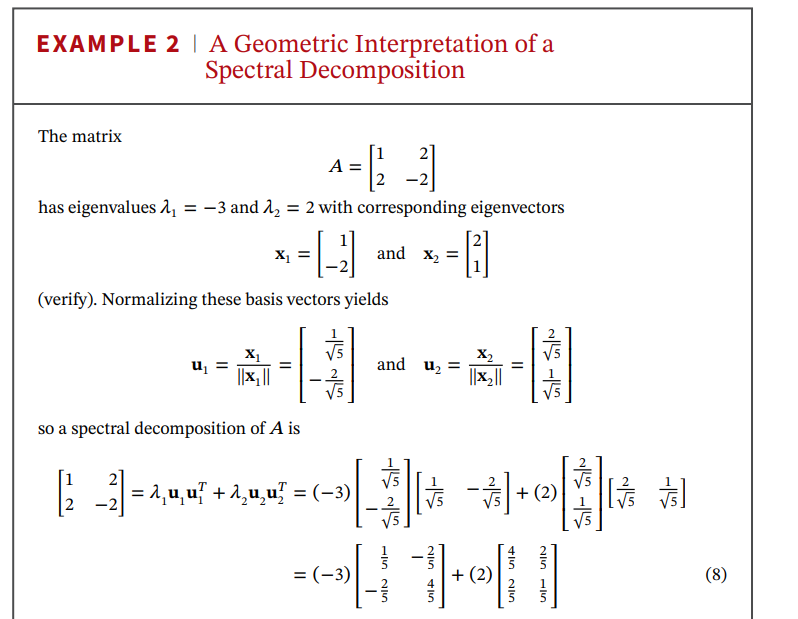 EXAMPLE 2 | A Geometric Interpretation of a
Spectral Decomposition
The matrix
A = [1 2; 2 −2]
has eigenvalues λ₁ = −3 and λ₂ = 2 with corresponding eigenvectors
x₁ = [1; −2] and x₂ = [2; 1]
(verify). Normalizing these basis vectors yields
u₁ = x₁/||x₁|| = [1/√5; −2/√5] and u₂ = x₂/||x₂|| = [2/√5; 1/√5]
so a spectral decomposition of A is
[1 2; 2 −2] = λ₁u₁u₁ᵀ + λ₂u₂u₂ᵀ = (−3)[1/√5; −2/√5][1/√5 −2/√5] + (2)[2/√5; 1/√5][2/√5 1/√5]
= (−3)[1/5 −2/5; −2/5 4/5] + (2)[4/5 2/5; 2/5 1/5] (8)